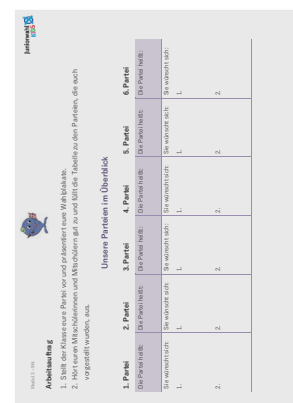 Juniorwahl KIDS
Arbeitsauftrag
1. Stellt der Klasse eure Partei vor und präsentiert eure Wahlplakate.
2. Hört euren Mitschülerinnen und Mitschülern gut zu und füllt die Tabelle zu den Parteien, die euch
vorgestellt wurden, aus.
Unsere Parteien im Überblick
1. Partei 2. Partei 3. Partei 4. Partei 5. Partei 6. Partei
Die Partei heißt: Die Partei heißt: Die Partei heißt: Die Partei heißt: Die Partei heißt: Die Partei heißt:
Sie wünscht sich: Sie wünscht sich: Sie wünscht sich: Sie wünscht sich: Sie wünscht sich: Sie wünscht sich:
1. 1. 1. 1. 1. 1.
2. 2. 2. 2. 2. 2.